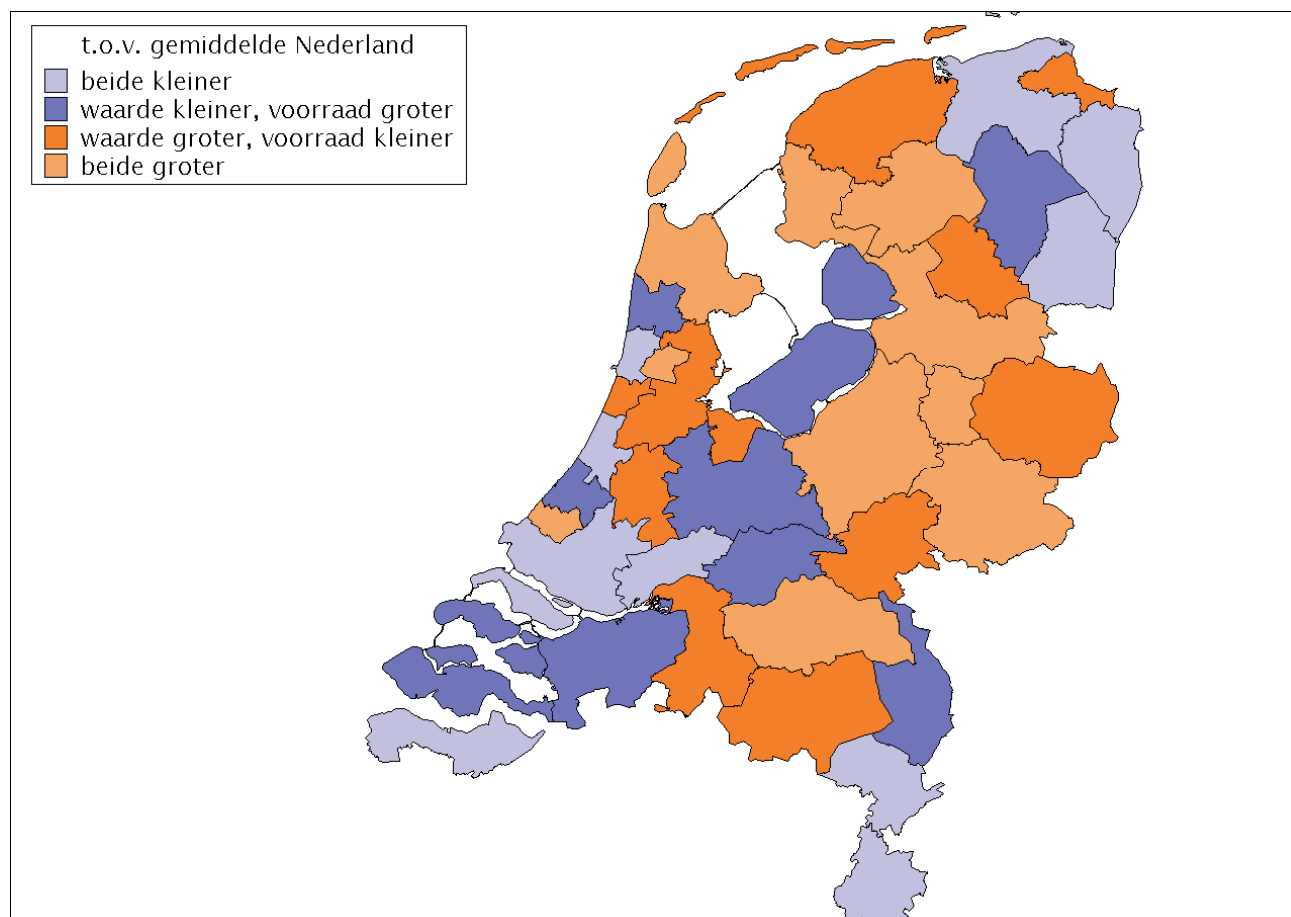 t.o.v. gemiddelde Nederland
beide kleiner
waarde kleiner, voorraad groter
waarde groter, voorraad kleiner
beide groter